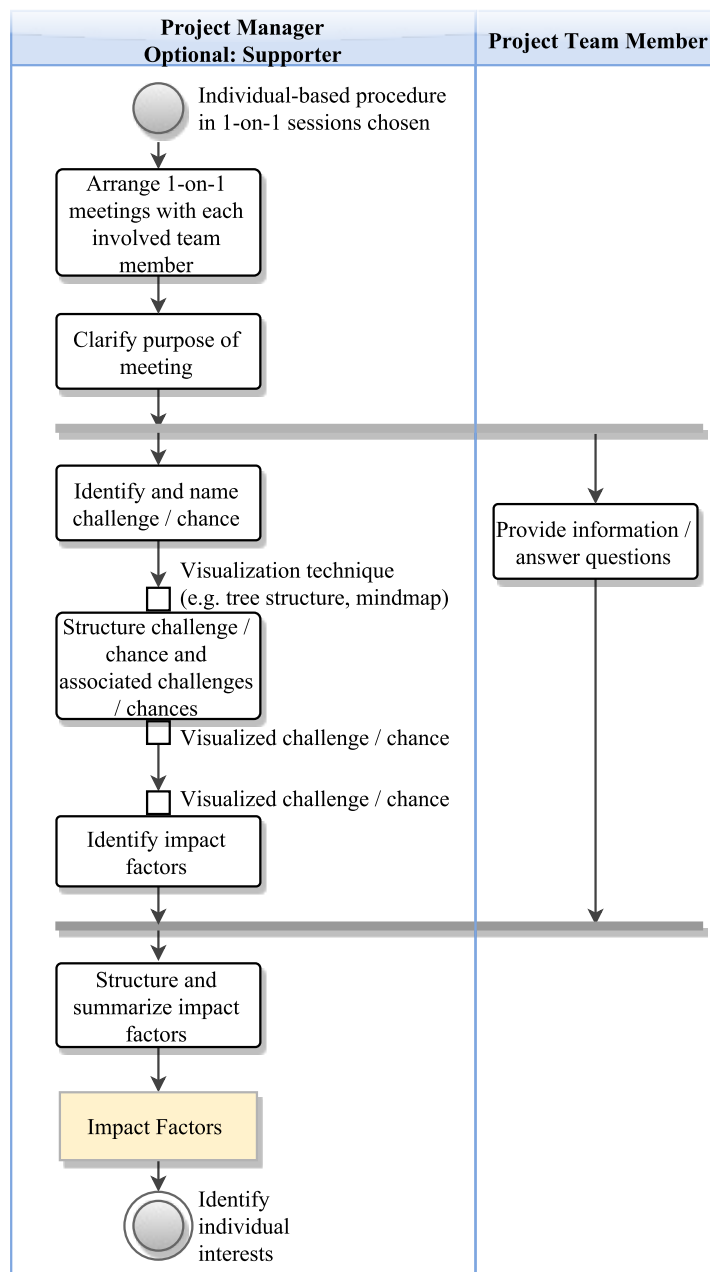 Project Manager
Optional: Supporter
Project Team Member
Individual-based procedure
in 1-on-1 sessions chosen
Arrange 1-on-1
meetings with each
involved team
member
Clarify purpose of
meeting
Identify and name
challenge / chance
Provide information /
answer questions
Visualization technique
(e.g. tree structure, mindmap)
Structure challenge /
chance and
associated challenges
/ chances
Visualized challenge / chance
Visualized challenge / chance
Identify impact
factors
Structure and
summarize impact
factors
Impact Factors
Identify
individual
interests